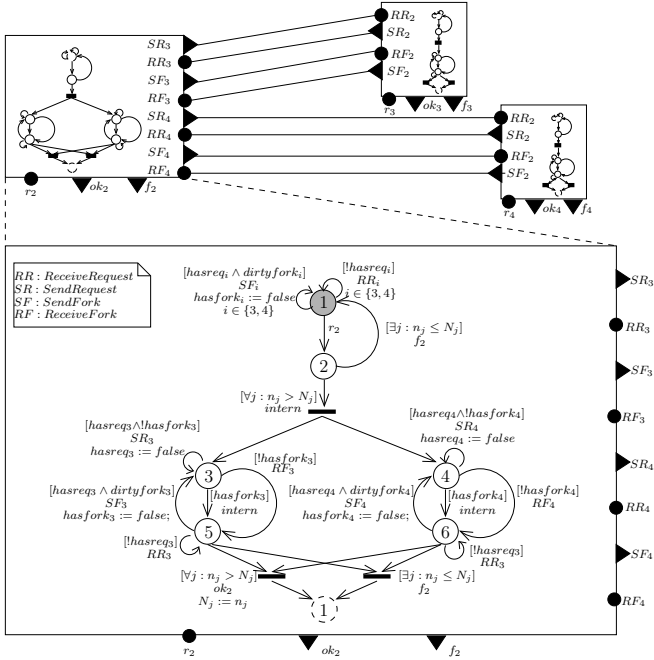 SR₃
RR₃
SF₃
RF₃
SR₄
RR₄
SF₄
RF₄
r₂
ok₂
f₂
RR₂
SR₂
RF₂
SF₂
r₃
ok₃
f₃
RR₂
SR₂
RF₂
SF₂
r₄
ok₄
f₄
RR : ReceiveRequest
SR : SendRequest
SF : SendFork
RF : ReceiveFork
[hasreqᵢ ∧ dirtyforkᵢ]
SFᵢ
hasforkᵢ := false
i ∈ {3, 4}
[!hasreqᵢ]
RRᵢ
i ∈ {3, 4}
1
r₂
[∃j : nⱼ ≤ Nⱼ]
f₂
2
[∀j : nⱼ > Nⱼ]
intern
[hasreq₃∧!hasfork₃]
SR₃
hasreq₃ := false
[hasreq₄∧!hasfork₄]
SR₄
hasreq₄ := false
3
[!hasfork₃]
RF₃
4
[hasreq₃ ∧ dirtyfork₃]
SF₃
hasfork₃ := false;
[hasfork₃]
intern
[hasreq₄ ∧ dirtyfork₄]
SF₄
hasfork₄ := false;
[hasfork₄]
intern
[!hasfork₄]
RF₄
5
6
[!hasreq₃]
RR₃
[!hasreq₃]
RR₃
[∀j : nⱼ > Nⱼ]
ok₂
Nⱼ := nⱼ
[∃j : nⱼ ≤ Nⱼ]
f₂
1
SR₃
RR₃
SF₃
RF₃
SR₄
RR₄
SF₄
RF₄
r₂
ok₂
f₂